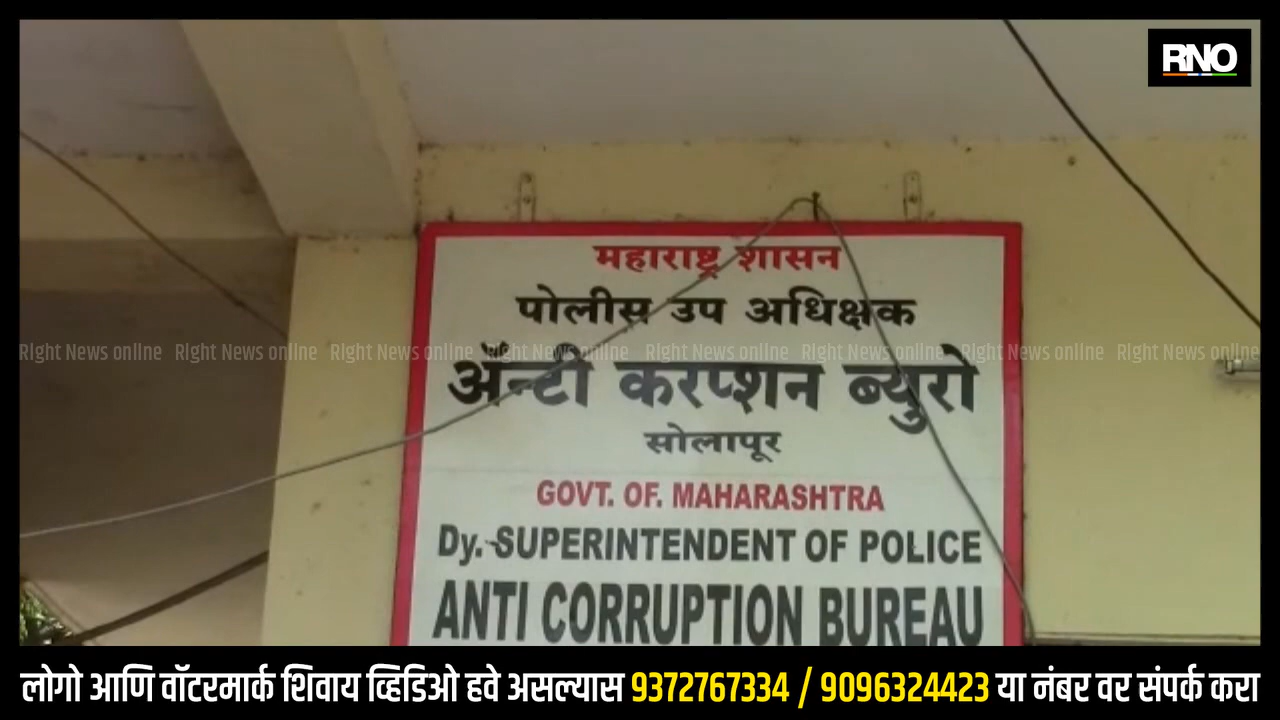 RNO
महाराष्ट्र शासन
पोलीस उप अधिक्षक
अँन्टी करप्शन ब्युरो
Right News online Right News online Right News online Right News online Right News online Right News online Right News online Right News online
सोलापूर
GOVT. OF. MAHARASHTRA
Dy. SUPERINTENDENT OF POLICE
ANTI CORRUPTION BUREAU
लोगो आणि वॉटरमार्क शिवाय व्हिडिओ हवे असल्यास 9372767334 / 9096324423 या नंबर वर संपर्क करा